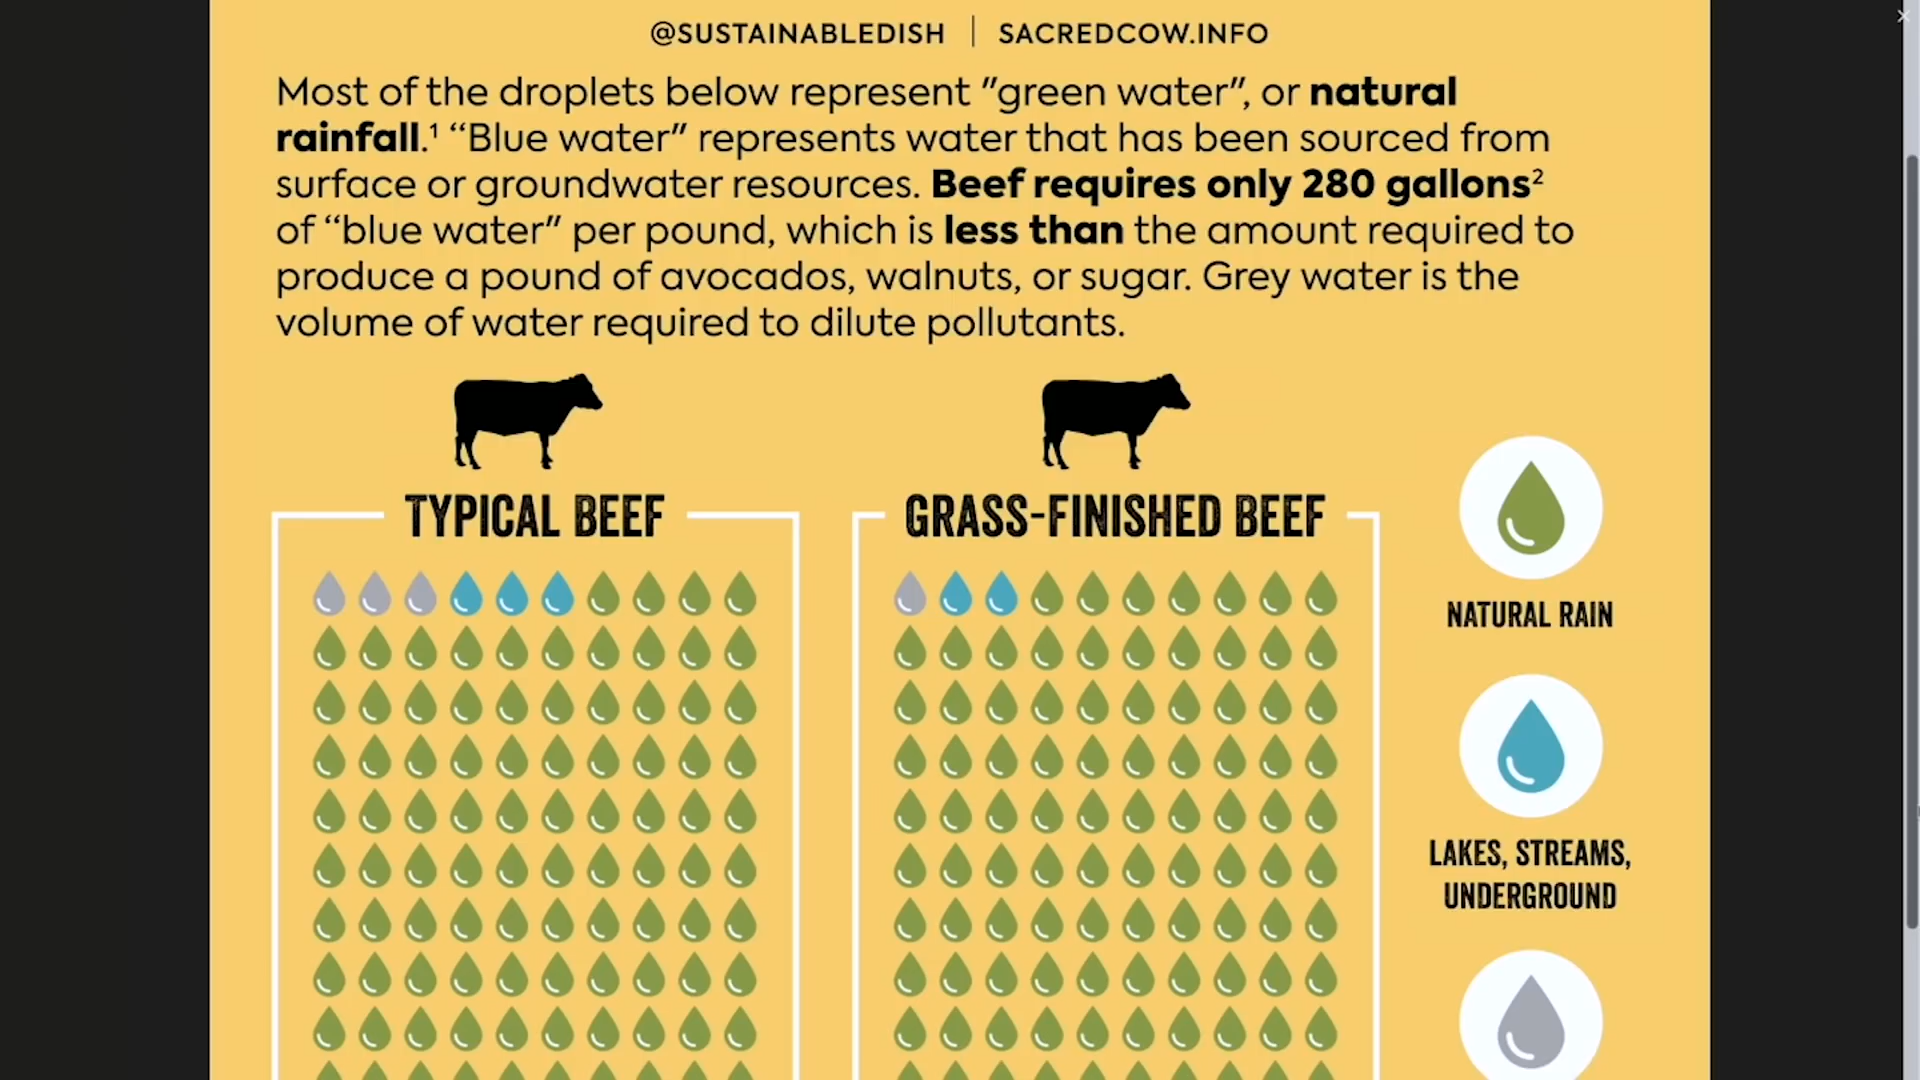 @SUSTAINABLEDISH | SACREDCOW.INFO
Most of the droplets below represent "green water", or natural
rainfall.¹ “Blue water” represents water that has been sourced from
surface or groundwater resources. Beef requires only 280 gallons²
of “blue water” per pound, which is less than the amount required to
produce a pound of avocados, walnuts, or sugar. Grey water is the
volume of water required to dilute pollutants.
TYPICAL BEEF
GRASS-FINISHED BEEF
NATURAL RAIN
LAKES, STREAMS,
UNDERGROUND